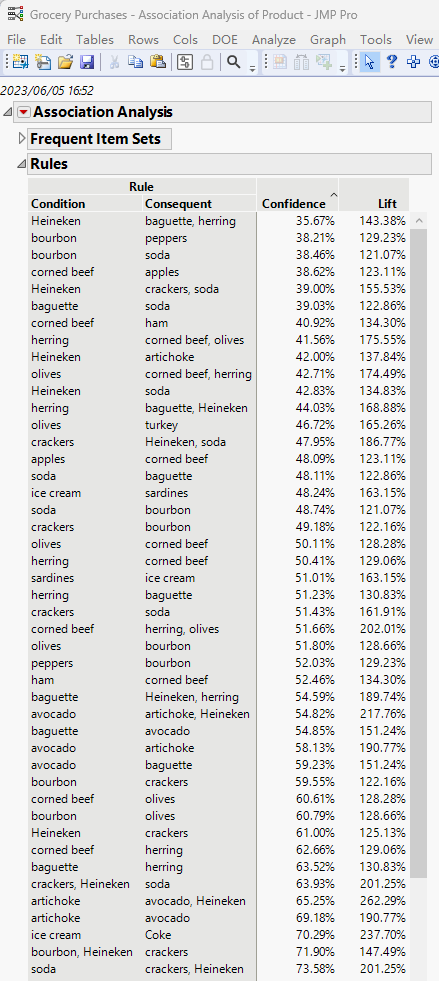 Grocery Purchases - Association Analysis of Product - JMP Pro
File Edit Tables Rows Cols DOE Analyze Graph Tools View
2023/06/05 16:52
Association Analysis
Frequent Item Sets
Rules
Rule
Condition Consequent Confidence Lift
Heineken baguette, herring 35.67% 143.38%
bourbon peppers 38.21% 129.23%
bourbon soda 38.46% 121.07%
corned beef apples 38.62% 123.11%
Heineken crackers, soda 39.00% 155.53%
baguette soda 39.03% 122.86%
corned beef ham 40.92% 134.30%
herring corned beef, olives 41.56% 175.55%
Heineken artichoke 42.00% 137.84%
olives corned beef, herring 42.71% 174.49%
Heineken soda 42.83% 134.83%
herring baguette, Heineken 44.03% 168.88%
olives turkey 46.72% 165.26%
crackers Heineken, soda 47.95% 186.77%
apples corned beef 48.09% 123.11%
soda baguette 48.11% 122.86%
ice cream sardines 48.24% 163.15%
soda bourbon 48.74% 121.07%
crackers bourbon 49.18% 122.16%
olives corned beef 50.11% 128.28%
herring corned beef 50.41% 129.06%
sardines ice cream 51.01% 163.15%
herring baguette 51.23% 130.83%
crackers soda 51.43% 161.91%
corned beef herring, olives 51.66% 202.01%
olives bourbon 51.80% 128.66%
peppers bourbon 52.03% 129.23%
ham corned beef 52.46% 134.30%
baguette Heineken, herring 54.59% 189.74%
avocado artichoke, Heineken 54.82% 217.76%
baguette avocado 54.85% 151.24%
avocado artichoke 58.13% 190.77%
avocado baguette 59.23% 151.24%
bourbon crackers 59.55% 122.16%
corned beef olives 60.61% 128.28%
bourbon olives 60.79% 128.66%
Heineken crackers 61.00% 125.13%
corned beef herring 62.66% 129.06%
baguette herring 63.52% 130.83%
crackers, Heineken soda 63.93% 201.25%
artichoke avocado, Heineken 65.25% 262.29%
artichoke avocado 69.18% 190.77%
ice cream Coke 70.29% 237.70%
bourbon, Heineken crackers 71.90% 147.49%
soda crackers, Heineken 73.58% 201.25%